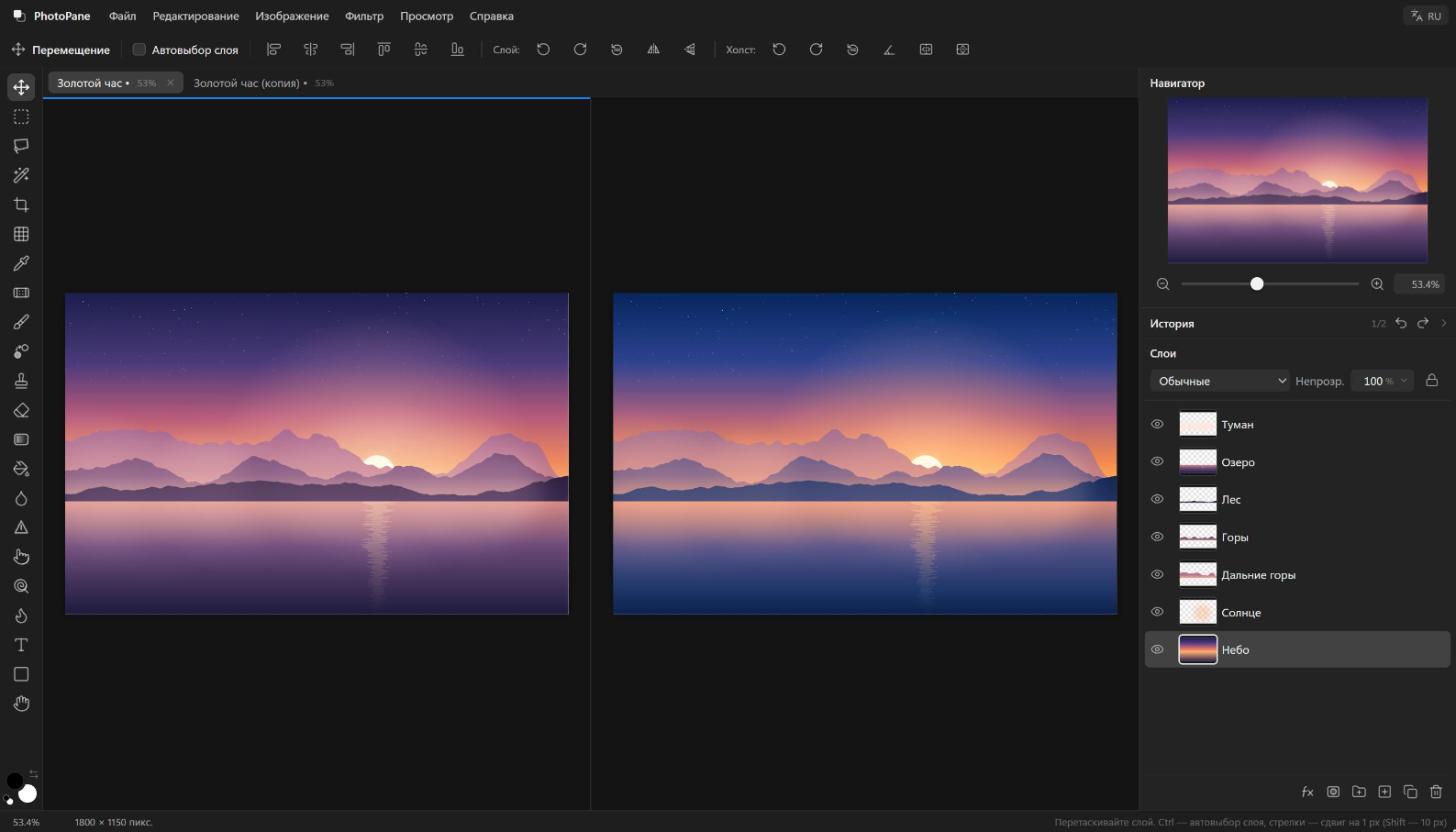 PhotoPane Файл Редактирование Изображение Фильтр Просмотр Справка RU
Перемещение Автовыбор слоя Слой: Холст:
Золотой час • 53% × Золотой час (копия) • 53%
Навигатор
53.4%
История 1/2
Слои
Обычные Непрозр. 100 %
Туман
Озеро
Лес
Горы
Дальние горы
Солнце
Небо
fx
53.4% 1800 × 1150 пикс. Перетаскивайте слой. Ctrl — автовыбор слоя, стрелки — сдвиг на 1 px (Shift — 10 px)